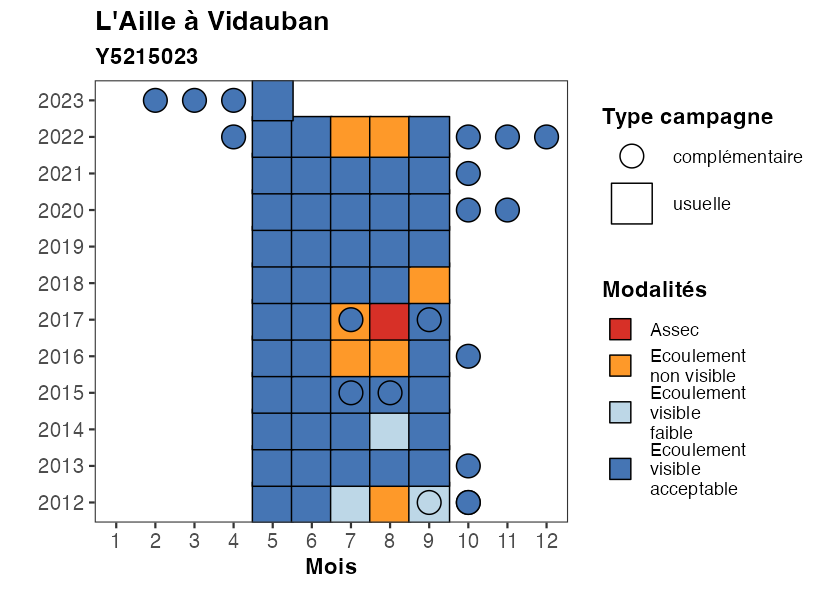 L'Aille à Vidauban
Y5215023
2023
2022
2021
2020
2019
2018
2017
2016
2015
2014
2013
2012
1 2 3 4 5 6 7 8 9 10 11 12
Mois
Type campagne
complémentaire
usuelle
Modalités
Assec
Ecoulement
non visible
Ecoulement
visible
faible
Ecoulement
visible
acceptable